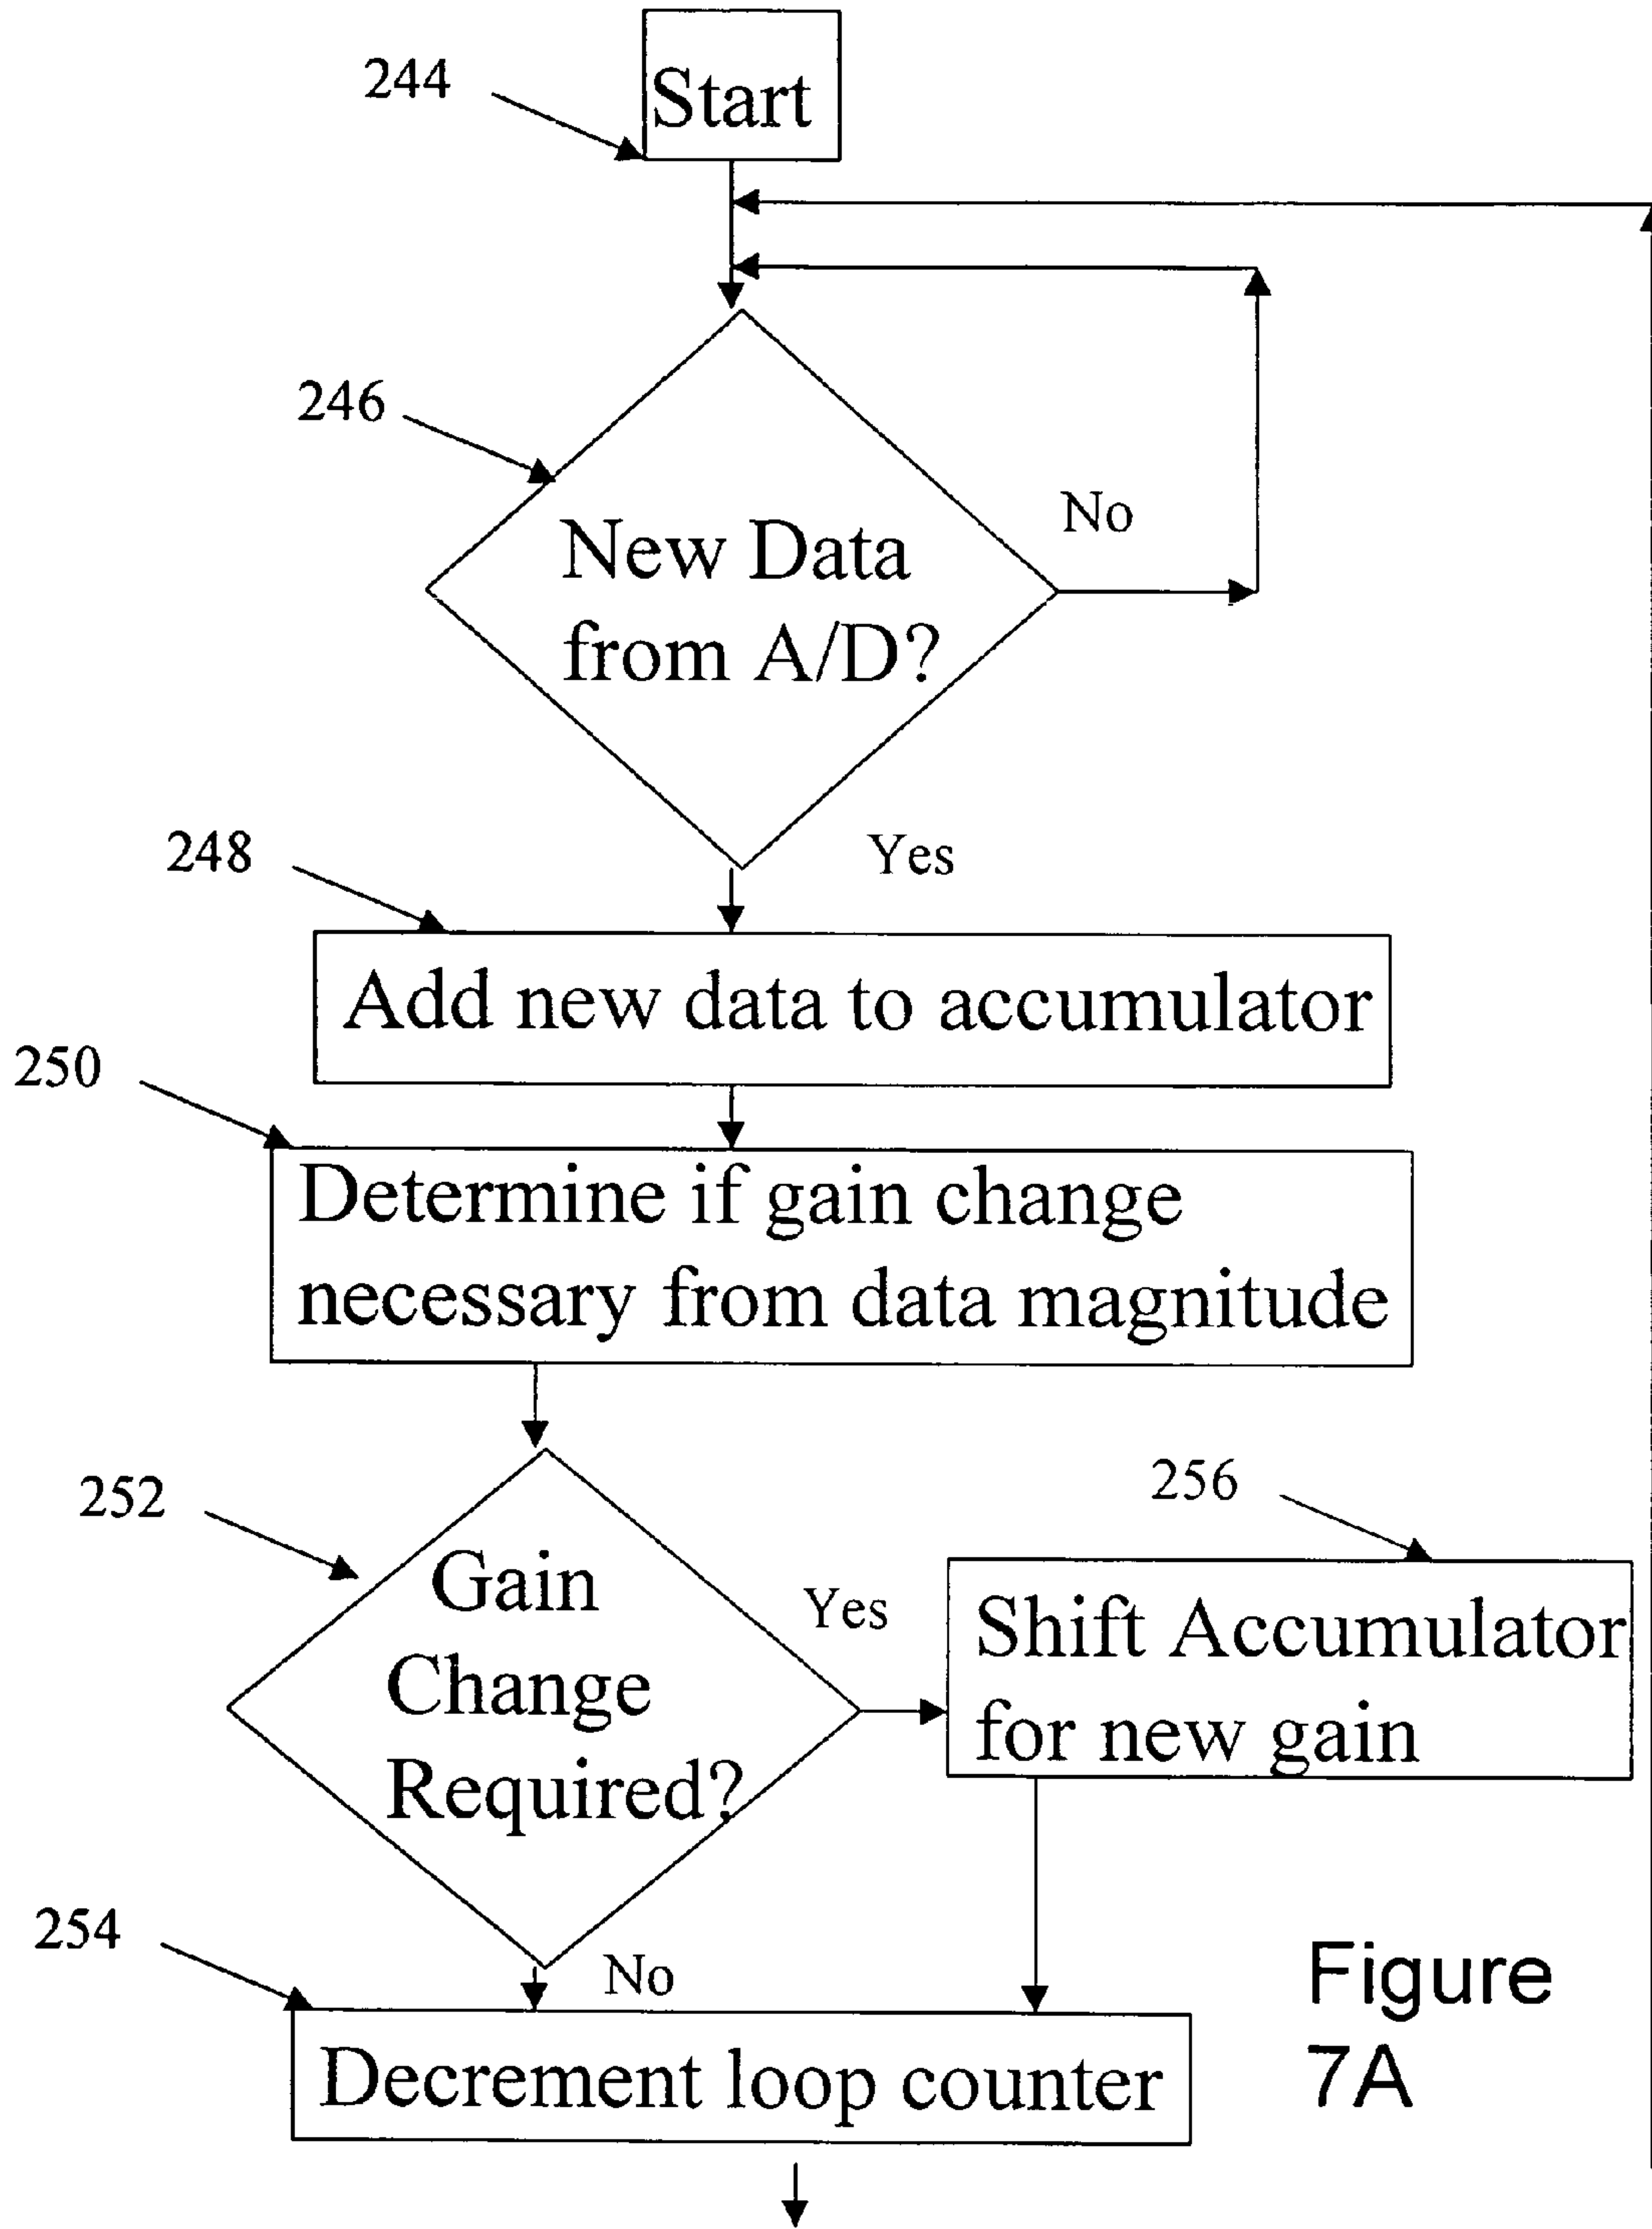 244
Start
246
New Data
from A/D?
No
Yes
248
Add new data to accumulator
250
Determine if gain change
necessary from data magnitude
252
Gain
Change
Required?
Yes
256
Shift Accumulator
for new gain
254
No
Decrement loop counter
Figure
7A